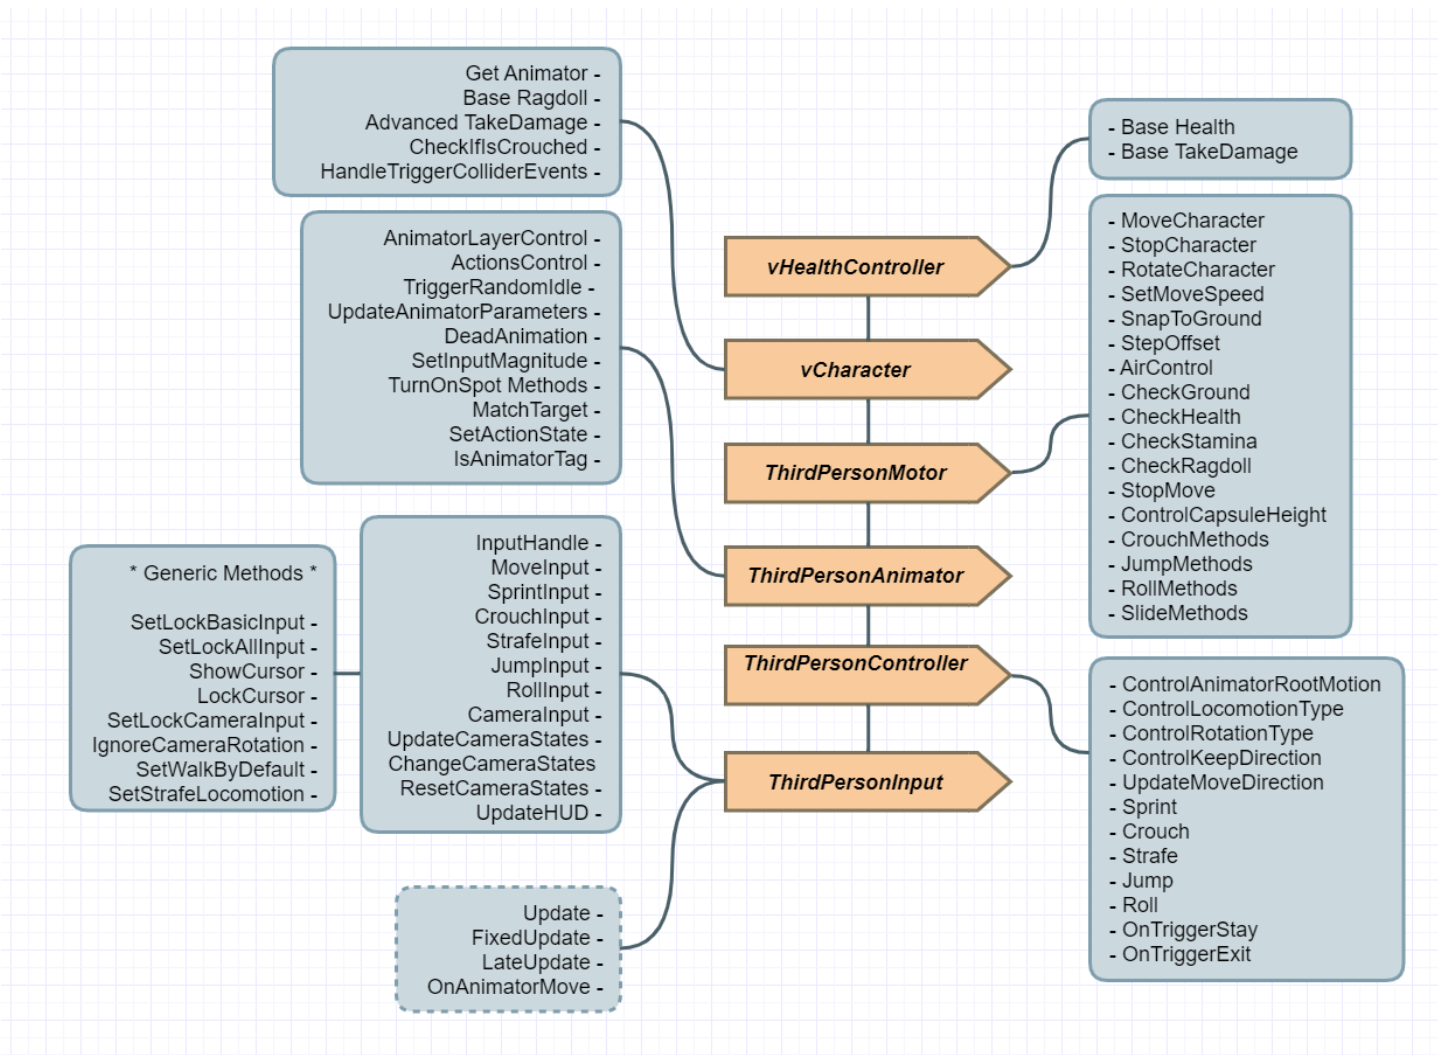 Get Animator -
Base Ragdoll -
Advanced TakeDamage -
CheckIfIsCrouched -
HandleTriggerColliderEvents -
AnimatorLayerControl -
ActionsControl -
TriggerRandomIdle -
UpdateAnimatorParameters -
DeadAnimation -
SetInputMagnitude -
TurnOnSpot Methods -
MatchTarget -
SetActionState -
IsAnimatorTag -
* Generic Methods *
SetLockBasicInput -
SetLockAllInput -
ShowCursor -
LockCursor -
SetLockCameraInput -
IgnoreCameraRotation -
SetWalkByDefault -
SetStrafeLocomotion -
InputHandle -
MoveInput -
SprintInput -
CrouchInput -
StrafeInput -
JumpInput -
RollInput -
CameraInput -
UpdateCameraStates -
ChangeCameraStates
ResetCameraStates -
UpdateHUD -
Update -
FixedUpdate -
LateUpdate -
OnAnimatorMove -
vHealthController
vCharacter
ThirdPersonMotor
ThirdPersonAnimator
ThirdPersonController
ThirdPersonInput
- Base Health
- Base TakeDamage
- MoveCharacter
- StopCharacter
- RotateCharacter
- SetMoveSpeed
- SnapToGround
- StepOffset
- AirControl
- CheckGround
- CheckHealth
- CheckStamina
- CheckRagdoll
- StopMove
- ControlCapsuleHeight
- CrouchMethods
- JumpMethods
- RollMethods
- SlideMethods
- ControlAnimatorRootMotion
- ControlLocomotionType
- ControlRotationType
- ControlKeepDirection
- UpdateMoveDirection
- Sprint
- Crouch
- Strafe
- Jump
- Roll
- OnTriggerStay
- OnTriggerExit